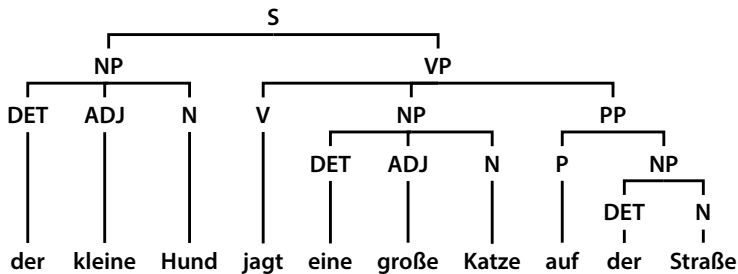 S
NP VP
DET ADJ N V NP PP
DET ADJ N P NP
DET N
der kleine Hund jagt eine große Katze auf der Straße